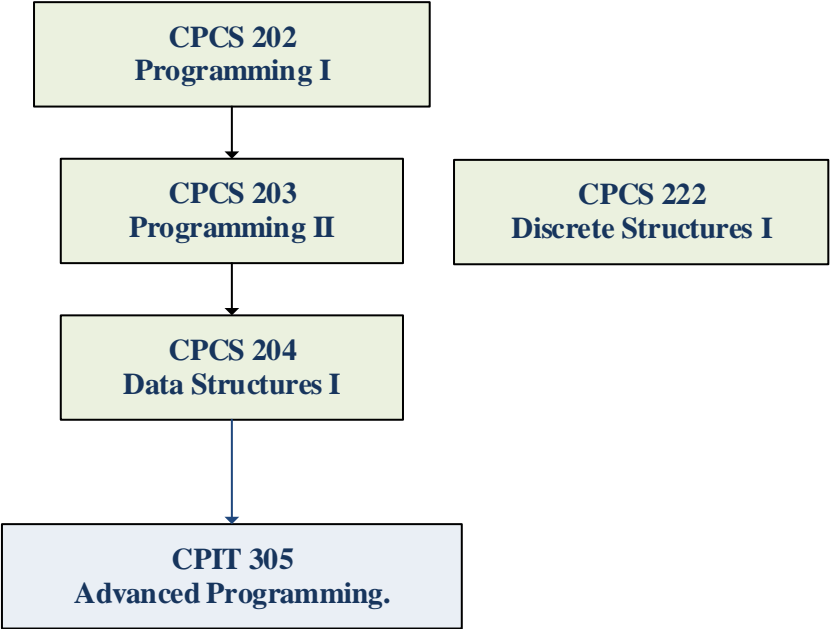 CPCS 202
Programming I
CPCS 203
Programming II
CPCS 222
Discrete Structures I
CPCS 204
Data Structures I
CPIT 305
Advanced Programming.